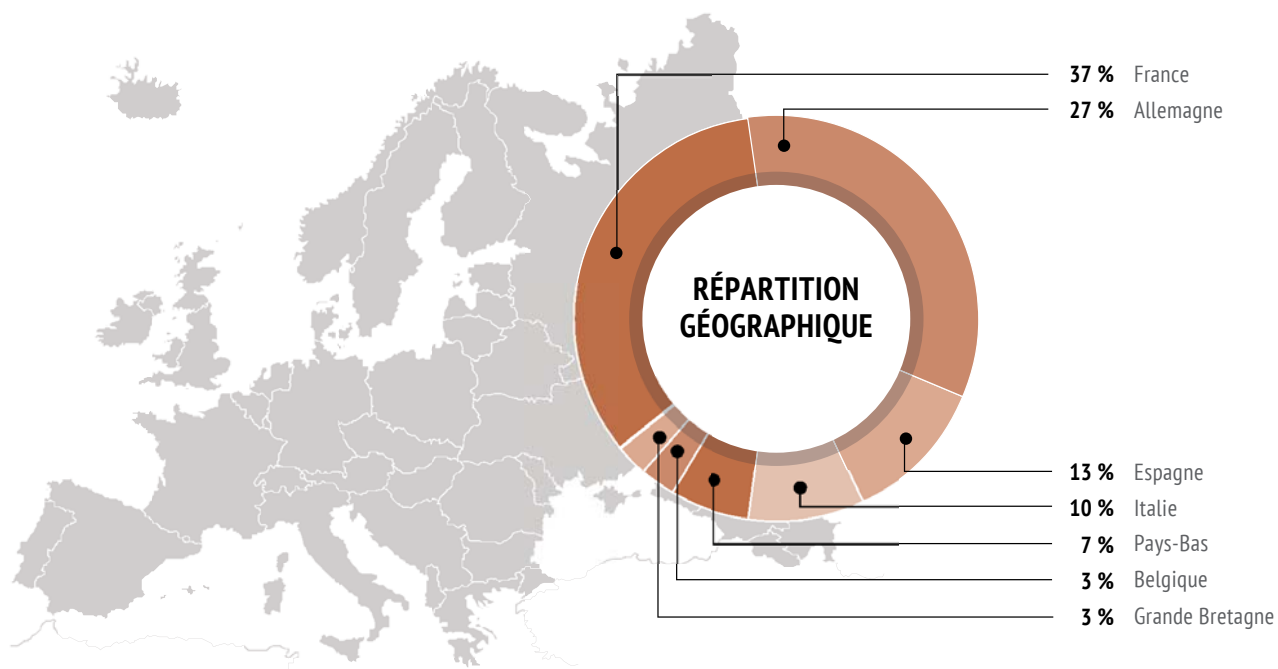 37 % France
27 % Allemagne
RÉPARTITION
GÉOGRAPHIQUE
13 % Espagne
10 % Italie
7 % Pays-Bas
3 % Belgique
3 % Grande Bretagne